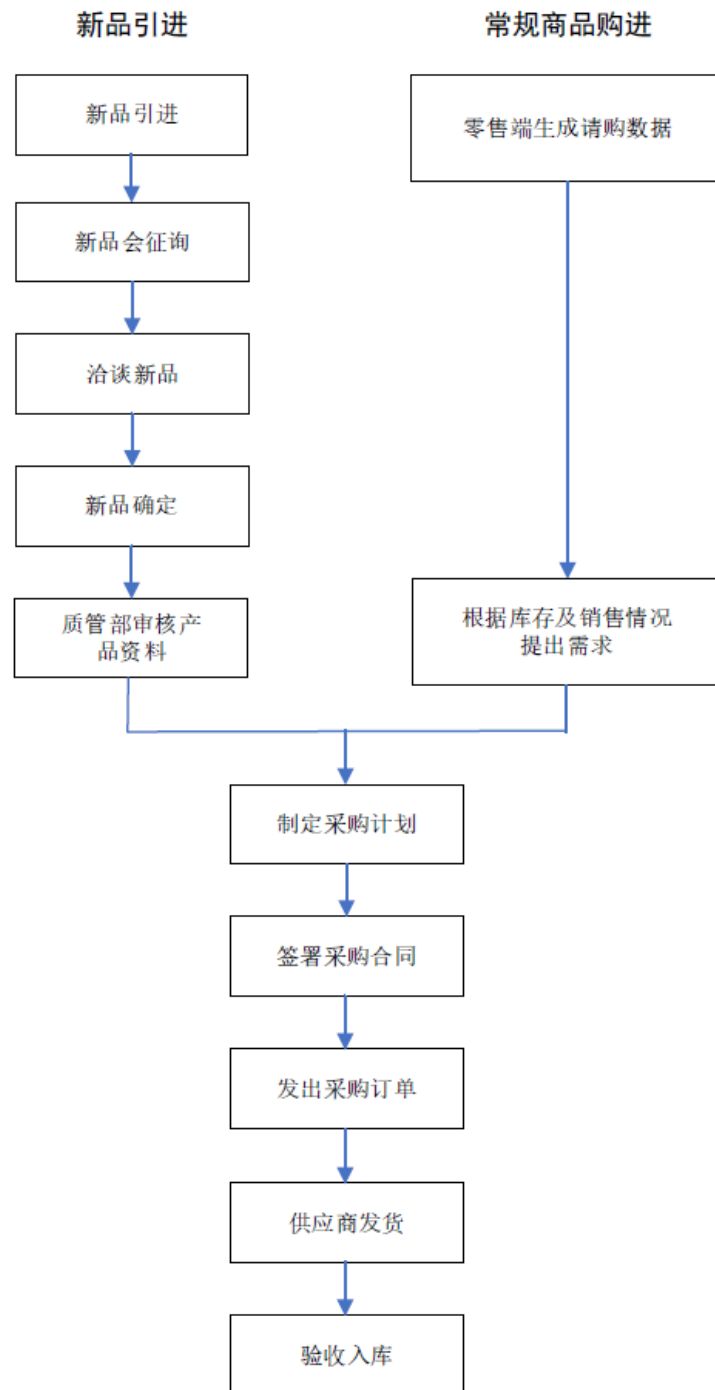 新品引进
常规商品购进
新品引进
零售端生成请购数据
新品会征询
洽谈新品
新品确定
质管部审核产
品资料
根据库存及销售情况
提出需求
制定采购计划
签署采购合同
发出采购订单
供应商发货
验收入库